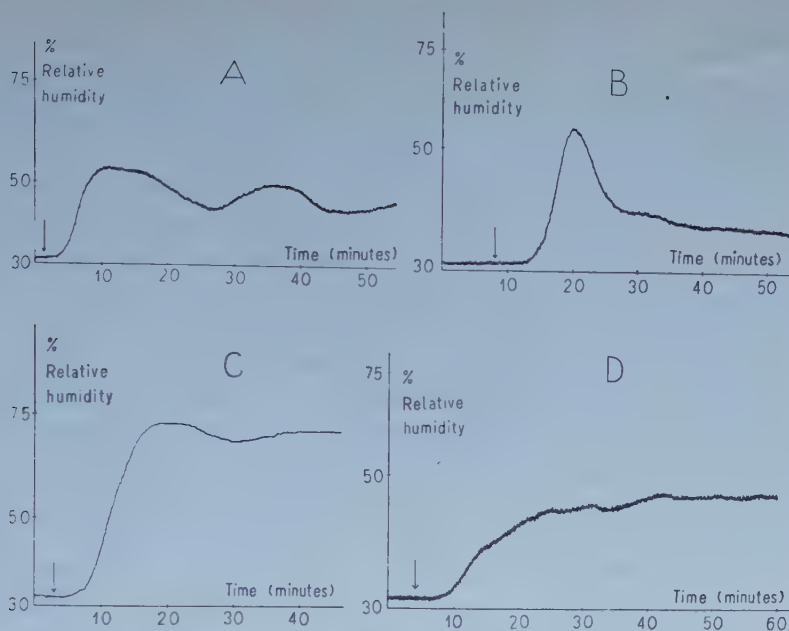 A
%
Relative
humidity
75
50
30
Time (minutes)
10 20 30 40 50
B
%
Relative
humidity
75
50
30
Time (minutes)
10 20 30 40 50
C
%
Relative
humidity
75
50
30
Time (minutes)
10 20 30 40
D
%
Relative
humidity
75
50
30
Time (minutes)
10 20 30 40 50 60